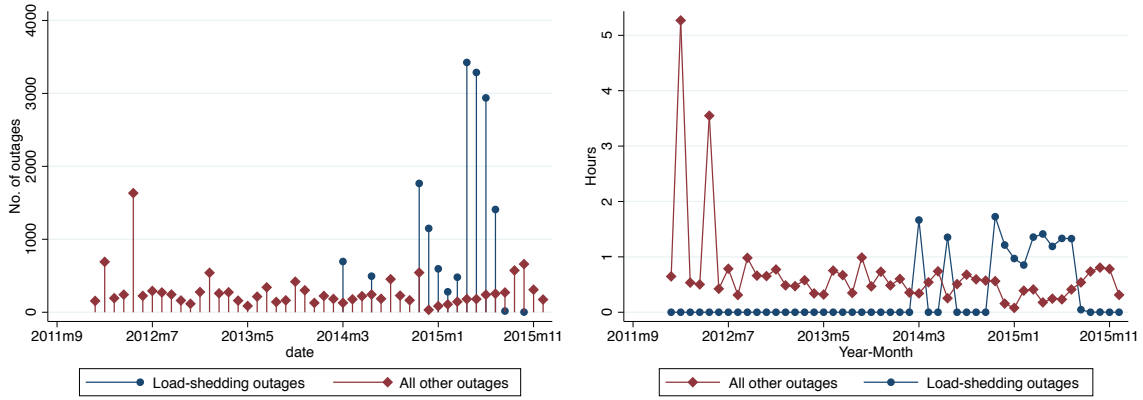 No. of outages
4000
3000
2000
1000
0
2011m9 2012m7 2013m5 2014m3 2015m1 2015m11
date
Load-shedding outages All other outages
Hours
5
4
3
2
1
0
2011m9 2012m7 2013m5 2014m3 2015m1 2015m11
Year-Month
All other outages Load-shedding outages